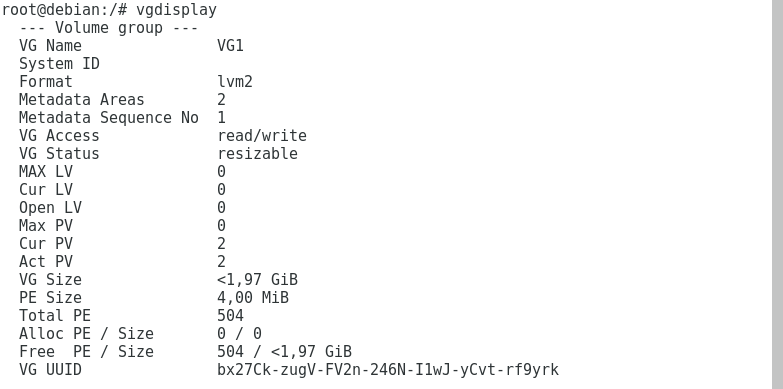 root@debian:/# vgdisplay
  --- Volume group ---
  VG Name               VG1
  System ID
  Format                lvm2
  Metadata Areas        2
  Metadata Sequence No  1
  VG Access             read/write
  VG Status             resizable
  MAX LV                0
  Cur LV                0
  Open LV               0
  Max PV                0
  Cur PV                2
  Act PV                2
  VG Size               <1,97 GiB
  PE Size               4,00 MiB
  Total PE              504
  Alloc PE / Size       0 / 0
  Free  PE / Size       504 / <1,97 GiB
  VG UUID               bx27Ck-zugV-FV2n-246N-I1wJ-yCvt-rf9yrk